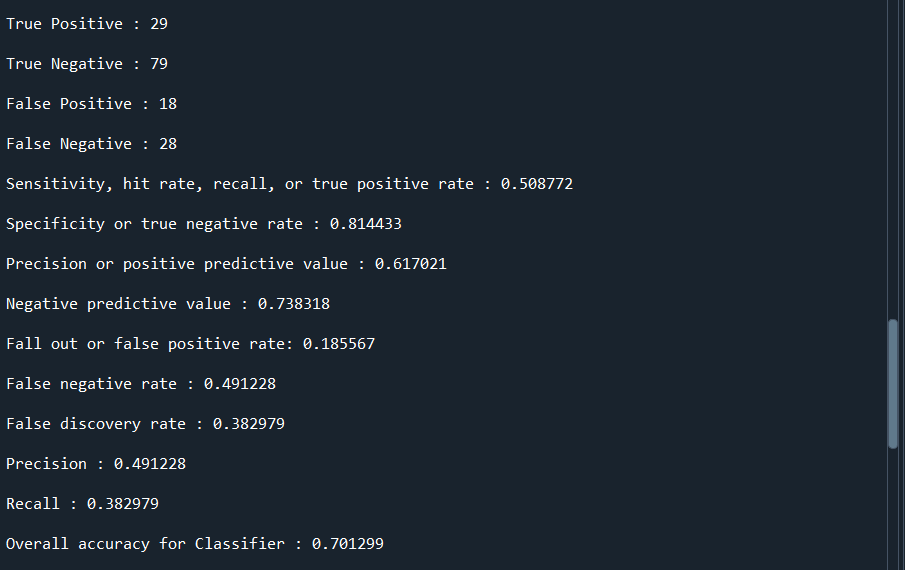 True Positive : 29
True Negative : 79
False Positive : 18
False Negative : 28
Sensitivity, hit rate, recall, or true positive rate : 0.508772
Specificity or true negative rate : 0.814433
Precision or positive predictive value : 0.617021
Negative predictive value : 0.738318
Fall out or false positive rate: 0.185567
False negative rate : 0.491228
False discovery rate : 0.382979
Precision : 0.491228
Recall : 0.382979
Overall accuracy for Classifier : 0.701299